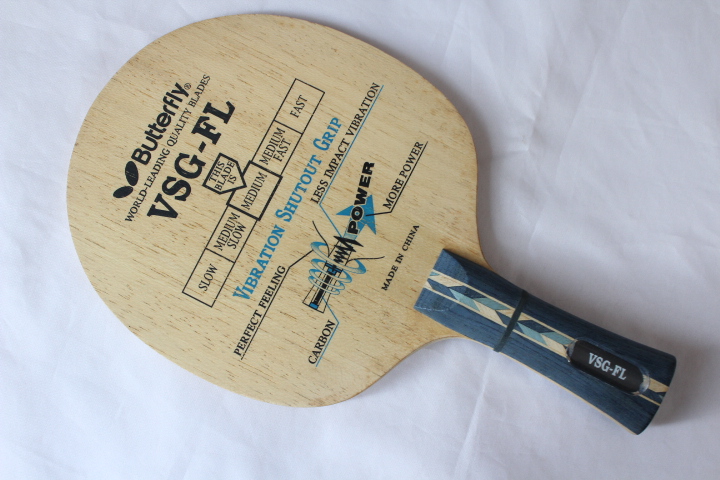 Butterfly®
WORLD-LEADING QUALITY BLADES
VSG-FL
THIS
BLADE
IS
SLOW
MEDIUM
SLOW
MEDIUM
MEDIUM
FAST
FAST
VIBRATION SHUTOUT GRIP
LESS IMPACT VIBRATION
PERFECT FEELING
POWER
MORE POWER
CARBON
MADE IN CHINA
VSG-FL